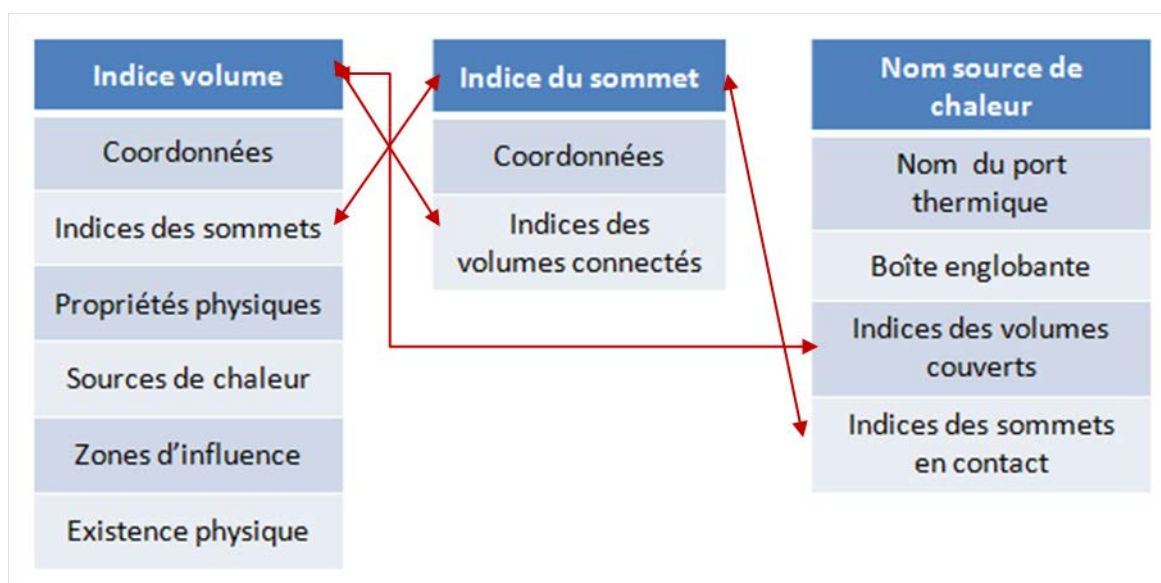 Indice volume
Coordonnées
Indices des sommets
Propriétés physiques
Sources de chaleur
Zones d'influence
Existence physique
Indice du sommet
Coordonnées
Indices des
volumes connectés
Nom source de
chaleur
Nom du port
thermique
Boîte englobante
Indices des volumes
couverts
Indices des sommets
en contact